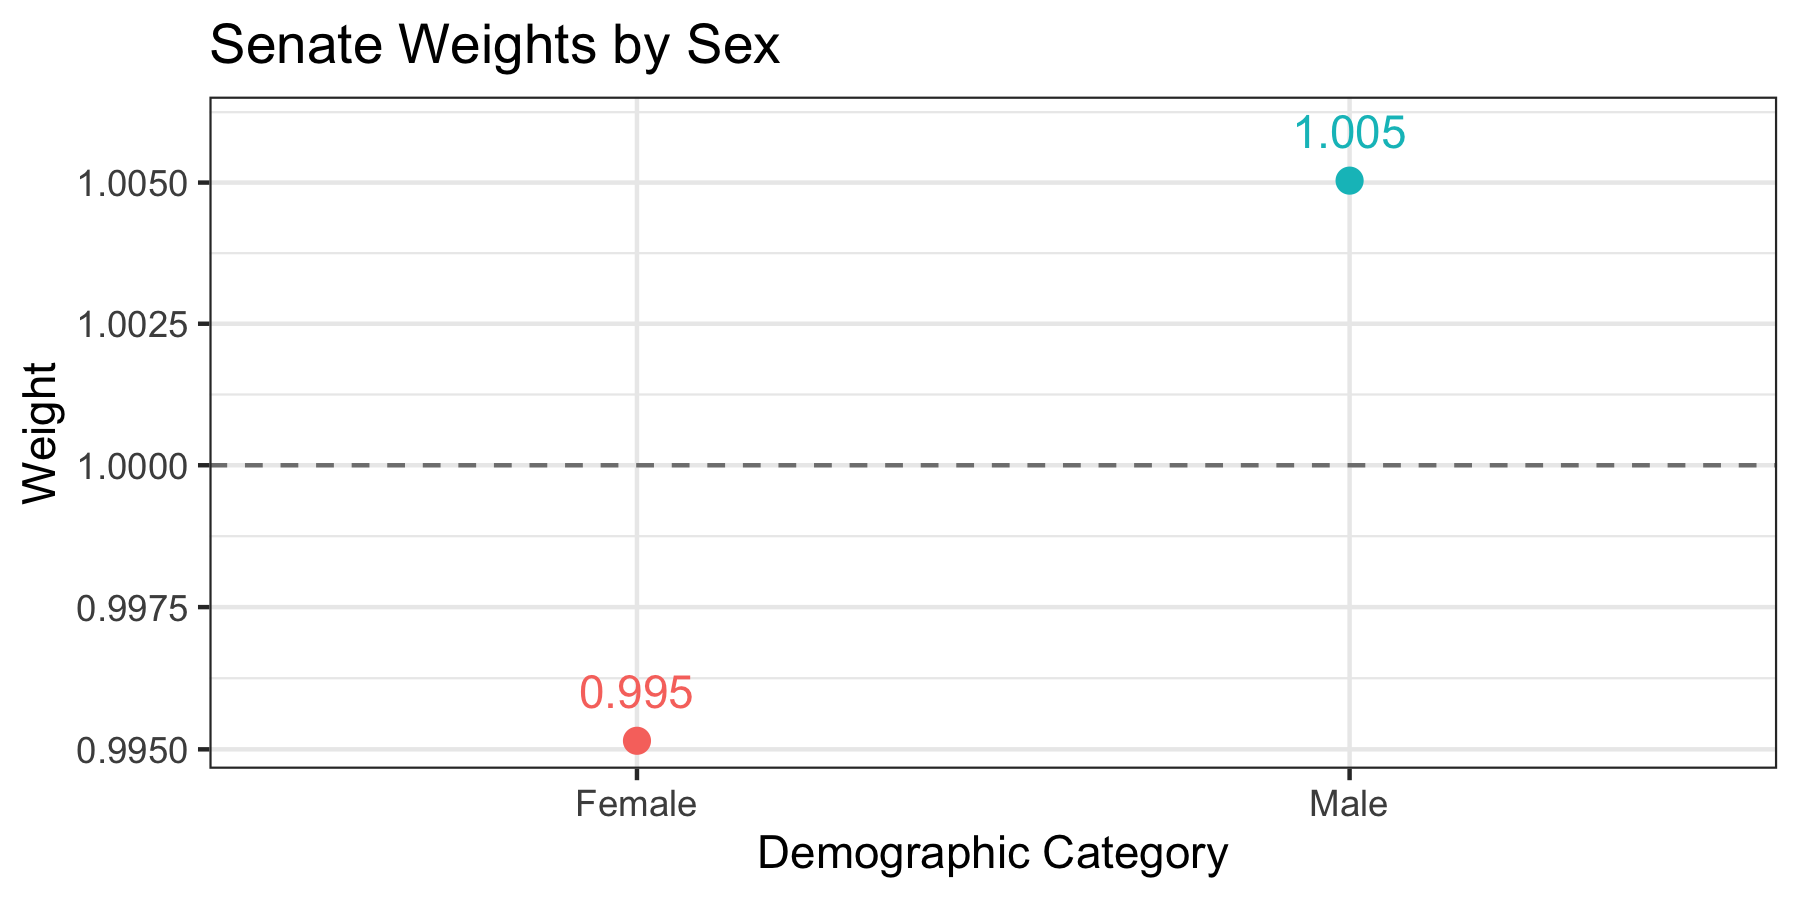 Senate Weights by Sex
1.005
1.0050
1.0025
Weight
1.0000
0.9975
0.995
0.9950
Female Male
Demographic Category